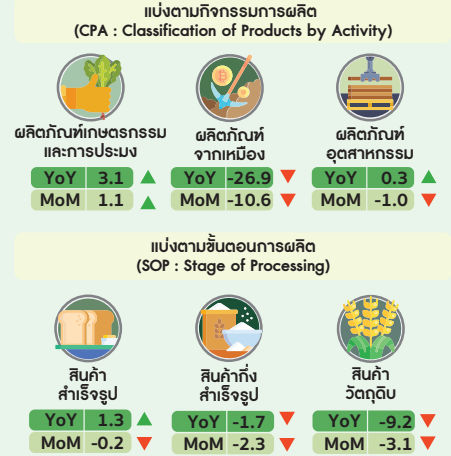 แบ่งตามกิจกรรมการผลิต
(CPA : Classification of Products by Activity)
ผลิตภัณฑ์เกษตรกรรม
และการประมง
YoY 3.1
MoM 1.1
ผลิตภัณฑ์
จากเหมือง
YoY -26.9
MoM -10.6
ผลิตภัณฑ์
อุตสาหกรรม
YoY 0.3
MoM -1.0
แบ่งตามขั้นตอนการผลิต
(SOP : Stage of Processing)
สินค้า
สำเร็จรูป
YoY 1.3
MoM -0.2
สินค้ากึ่ง
สำเร็จรูป
YoY -1.7
MoM -2.3
สินค้า
วัตถุดิบ
YoY -9.2
MoM -3.1